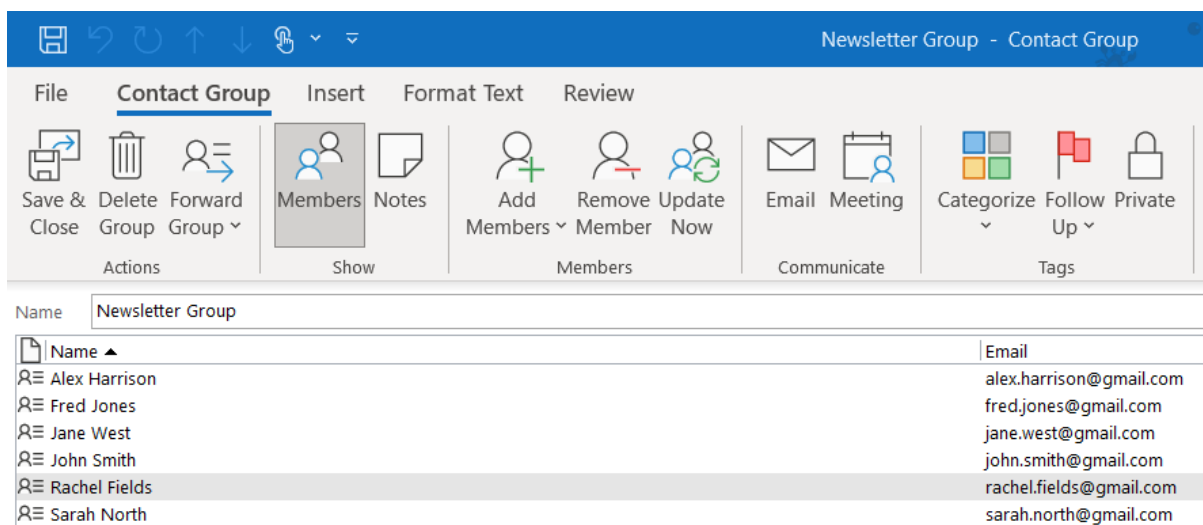 Newsletter Group - Contact Group
File Contact Group Insert Format Text Review
Save & Delete Forward Members Notes Add Remove Update Email Meeting Categorize Follow Private
Close Group Group Members Member Now Up
Actions Show Members Communicate Tags
Name Newsletter Group
Name Email
Alex Harrison alex.harrison@gmail.com
Fred Jones fred.jones@gmail.com
Jane West jane.west@gmail.com
John Smith john.smith@gmail.com
Rachel Fields rachel.fields@gmail.com
Sarah North sarah.north@gmail.com